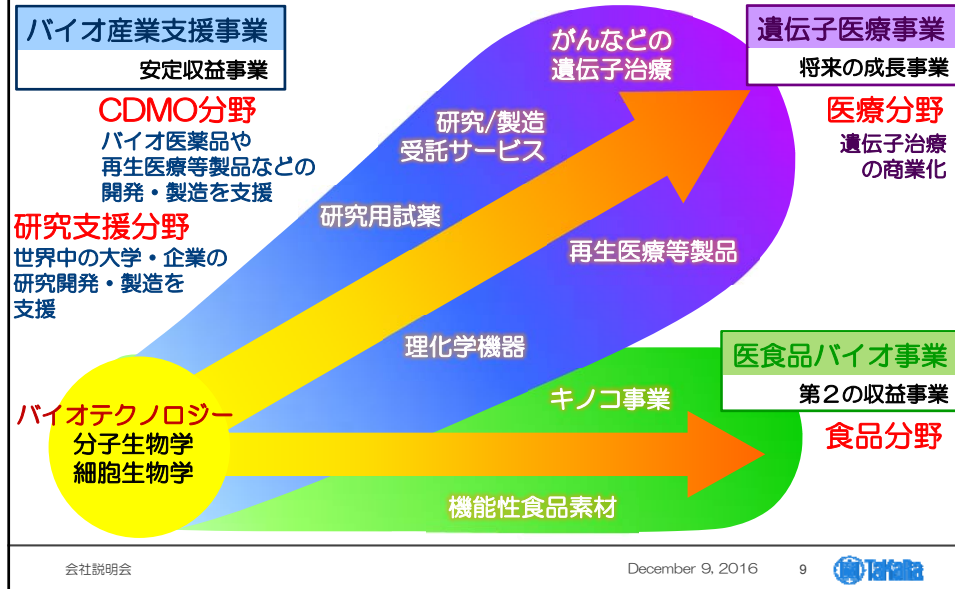 バイオ産業支援事業
安定収益事業
CDMO分野
バイオ医薬品や
再生医療等製品などの
開発・製造を支援
研究支援分野
世界中の大学・企業の
研究開発・製造を
支援
がんなどの
遺伝子治療
研究/製造
受託サービス
研究用試薬
再生医療等製品
理化学機器
遺伝子医療事業
将来の成長事業
医療分野
遺伝子治療
の商業化
医食品バイオ事業
第2の収益事業
食品分野
キノコ事業
機能性食品素材
バイオテクノロジー
分子生物学
細胞生物学
会社説明会
December 9, 2016
9
TaKaRa